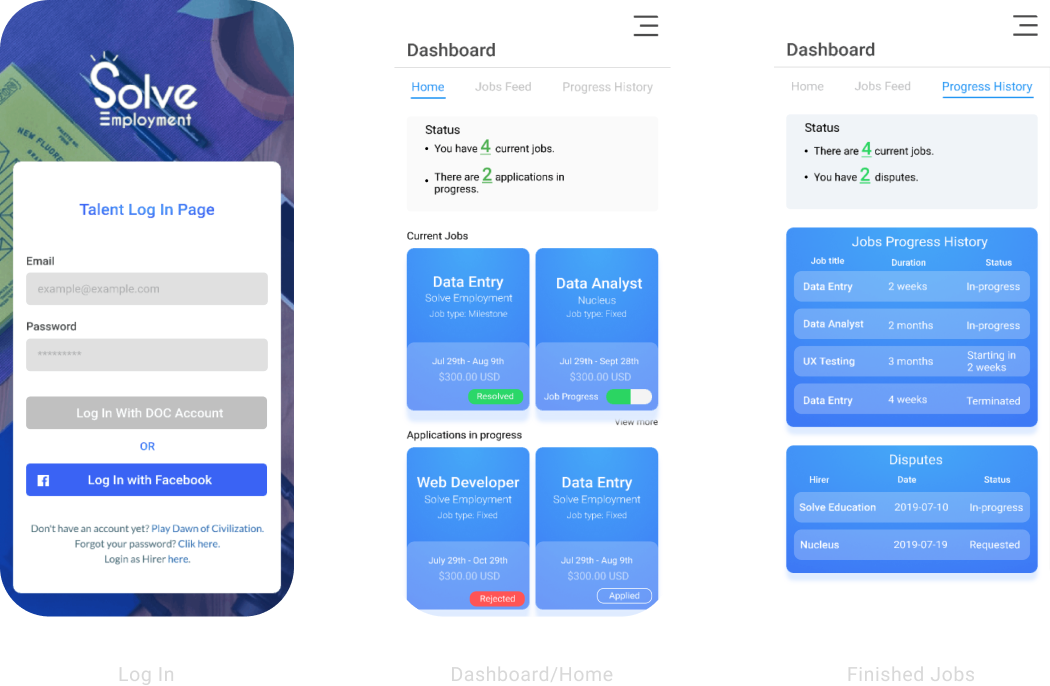 Solve
Employment
NEW FLUORE
Talent Log In Page
Email
example@example.com
Password
*********
Log In With DOC Account
OR
Log In with Facebook
Don't have an account yet? Play Dawn of Civilization.
Forgot your password? Clik here.
Login as Hirer here.
Log In
Dashboard
Home Jobs Feed Progress History
Status
• You have 4 current jobs.
• There are 2 applications in
progress.
Current Jobs
Data Entry
Solve Employment
Job type: Milestone
Jul 29th - Aug 9th
$300.00 USD
Resolved
Data Analyst
Nucleus
Job type: Fixed
Jul 29th - Sept 28th
$300.00 USD
Job Progress
View more
Applications in progress
Web Developer
Solve Employment
Job type: Fixed
July 29th - Oct 29th
$300.00 USD
Rejected
Data Entry
Solve Employment
Job type: Fixed
Jul 29th - Aug 9th
$300.00 USD
Applied
Dashboard/Home
Dashboard
Home Jobs Feed Progress History
Status
• There are 4 current jobs.
• You have 2 disputes.
Jobs Progress History
Job title Duration Status
Data Entry 2 weeks In-progress
Data Analyst 2 months In-progress
UX Testing 3 months Starting in
2 weeks
Data Entry 4 weeks Terminated
Disputes
Hirer Date Status
Solve Education 2019-07-10 In-progress
Nucleus 2019-07-19 Requested
Finished Jobs